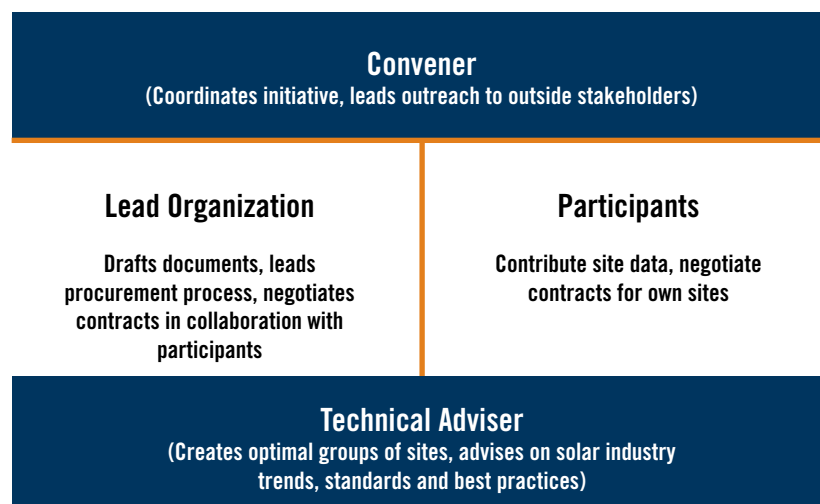 Convener
(Coordinates initiative, leads outreach to outside stakeholders)
Lead Organization
Drafts documents, leads
procurement process, negotiates
contracts in collaboration with
participants
Participants
Contribute site data, negotiate
contracts for own sites
Technical Adviser
(Creates optimal groups of sites, advises on solar industry
trends, standards and best practices)